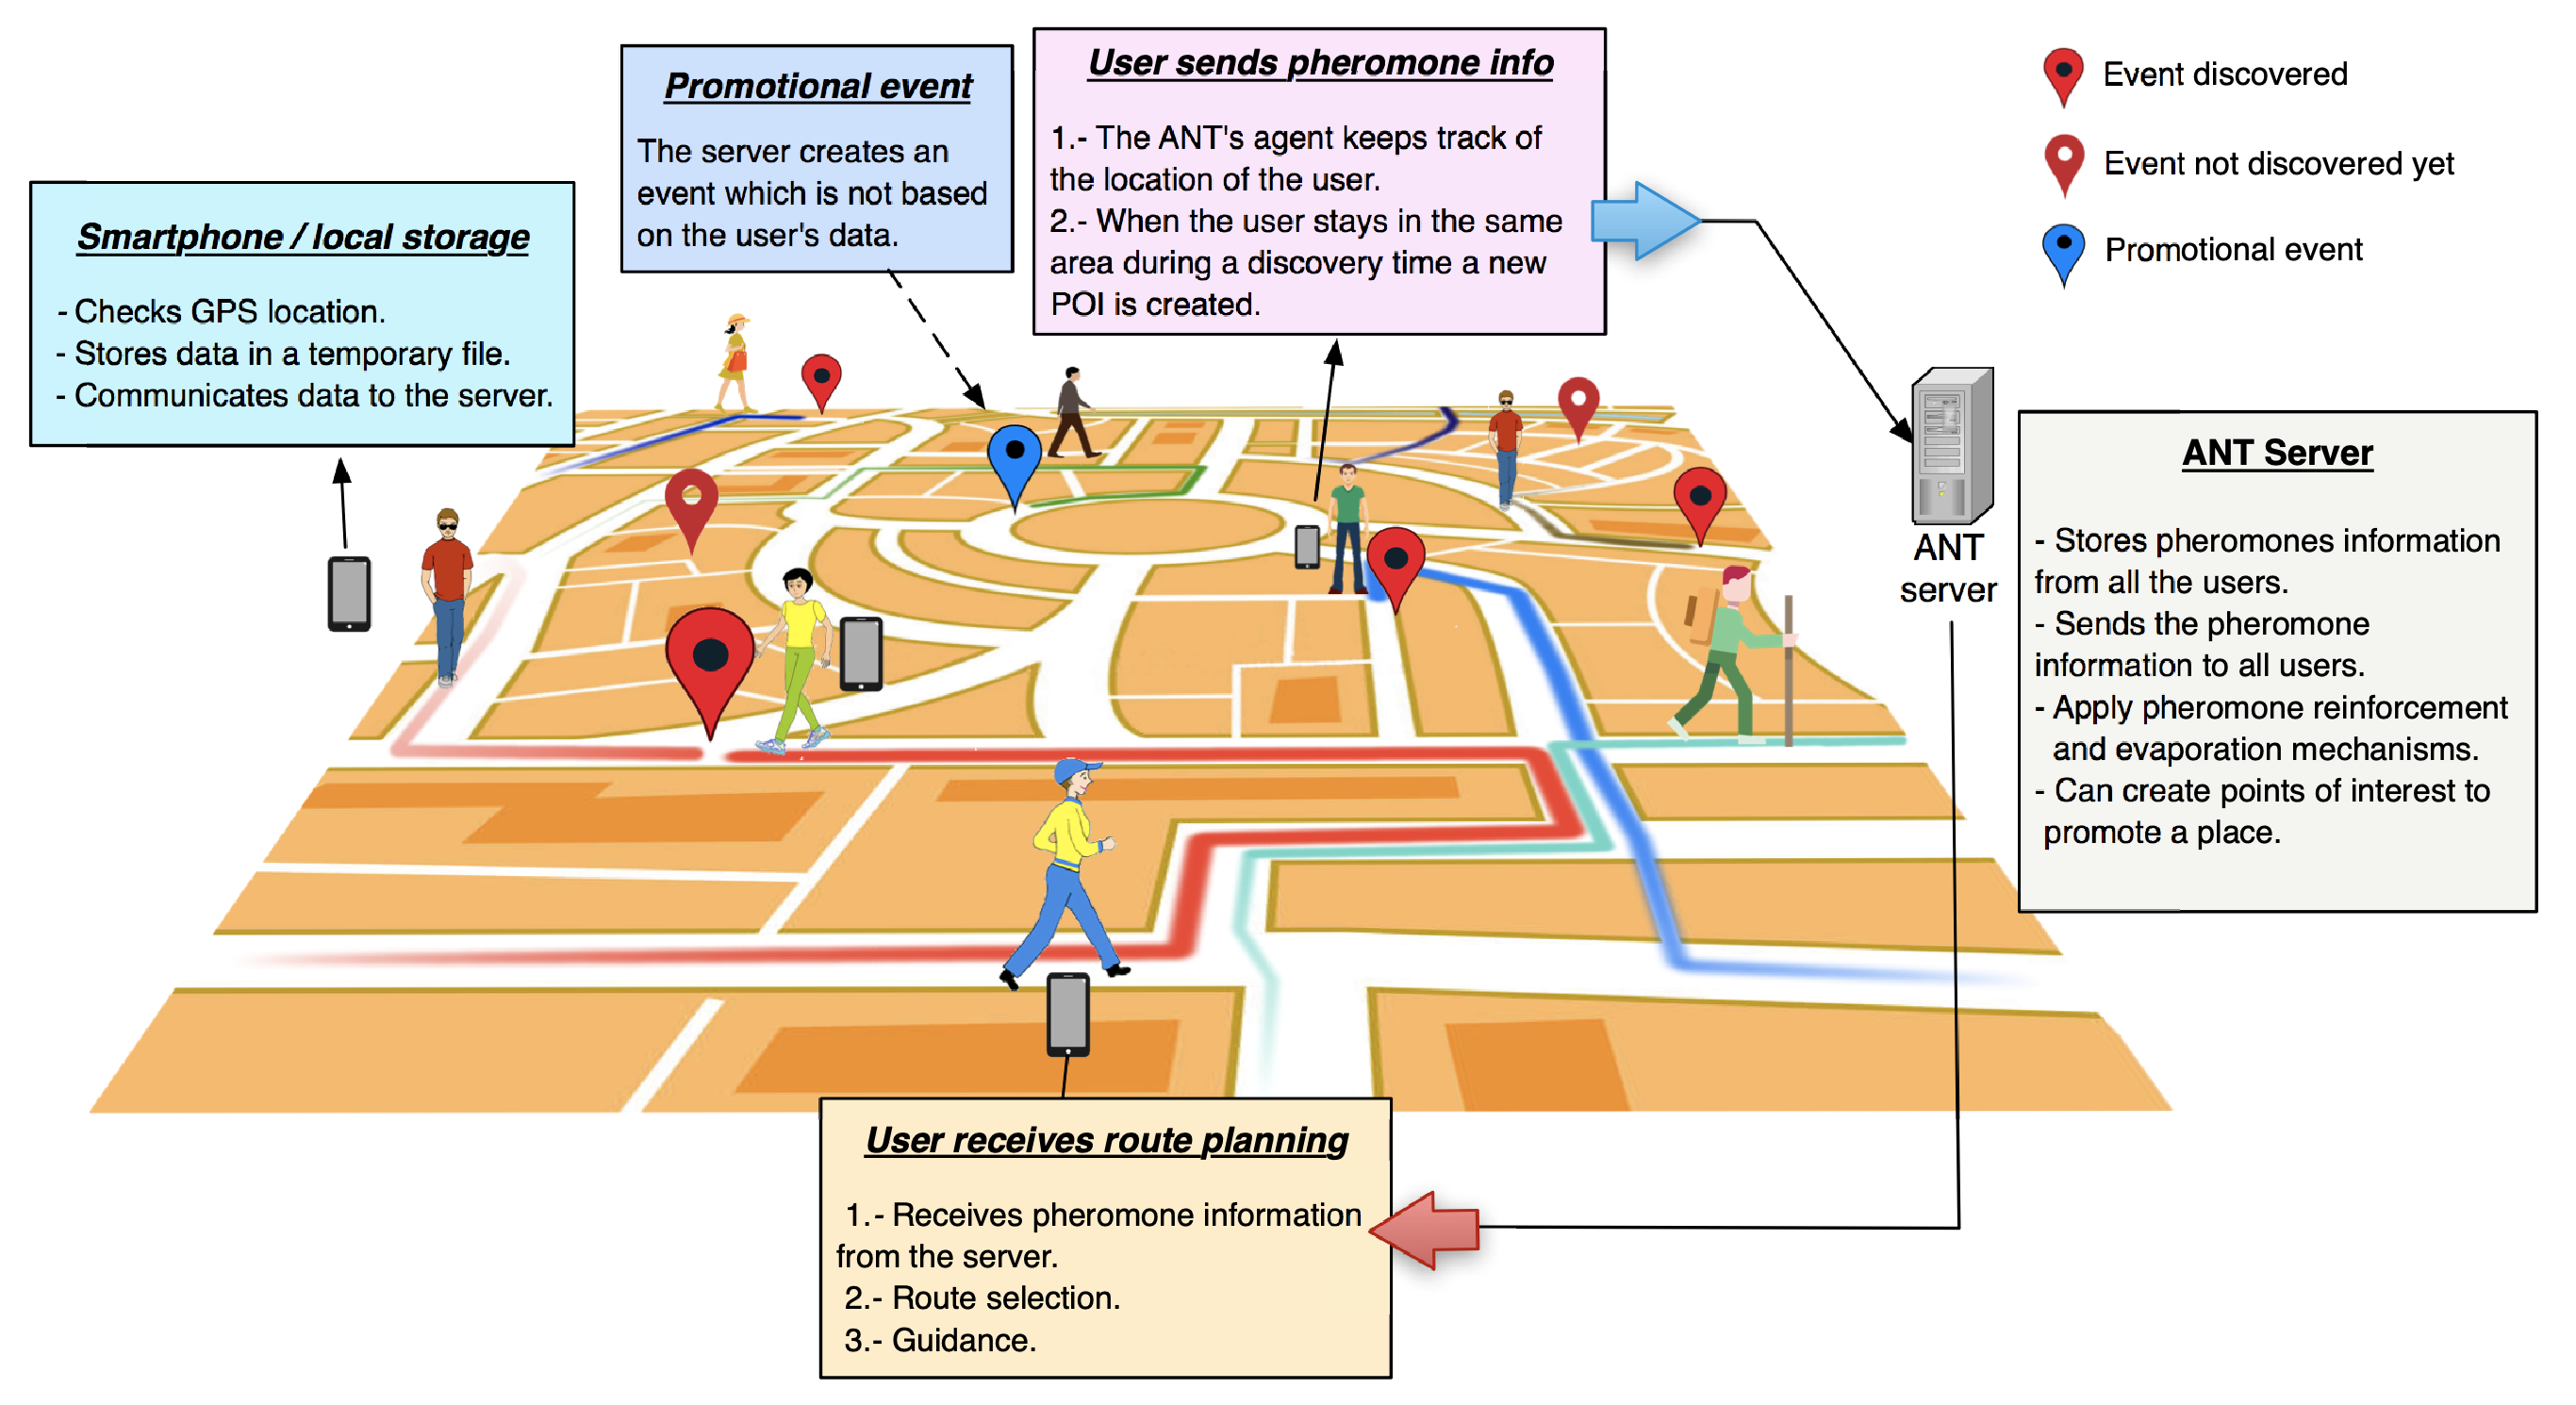 Promotional event
The server creates an
event which is not based
on the user's data.
User sends pheromone info
1.- The ANT's agent keeps track of
the location of the user.
2.- When the user stays in the same
area during a discovery time a new
POI is created.
Event discovered
Event not discovered yet
Promotional event
Smartphone / local storage
- Checks GPS location.
- Stores data in a temporary file.
- Communicates data to the server.
ANT
server
ANT Server
- Stores pheromones information
from all the users.
- Sends the pheromone
information to all users.
- Apply pheromone reinforcement
and evaporation mechanisms.
- Can create points of interest to
promote a place.
User receives route planning
1.- Receives pheromone information
from the server.
2.- Route selection.
3.- Guidance.